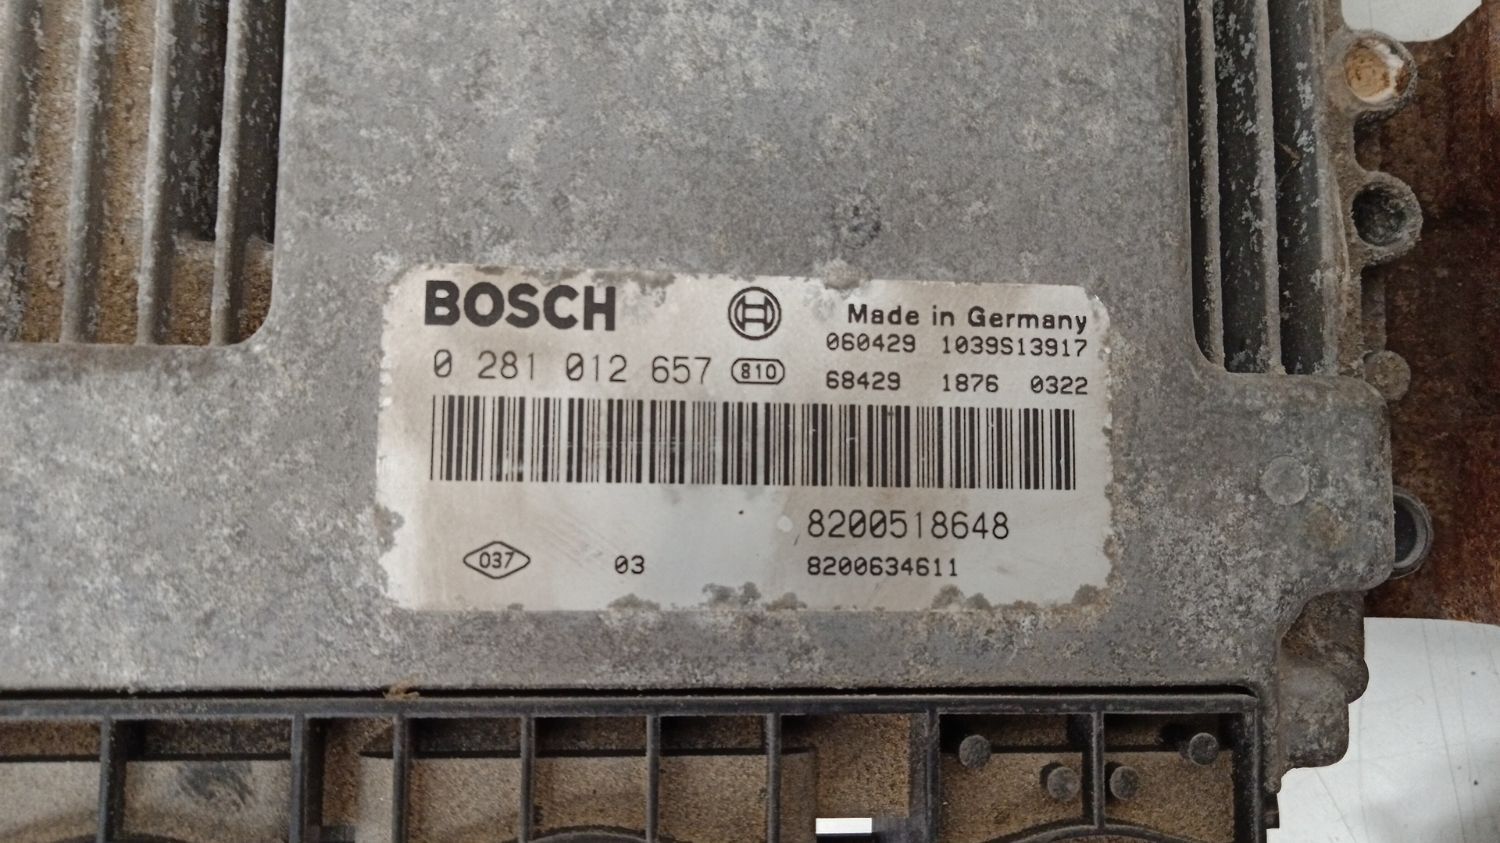 BOSCH
Made in Germany
060429 1039S13917
0 281 012 657 810
68429 1876 0322
8200518648
037 03 8200634611